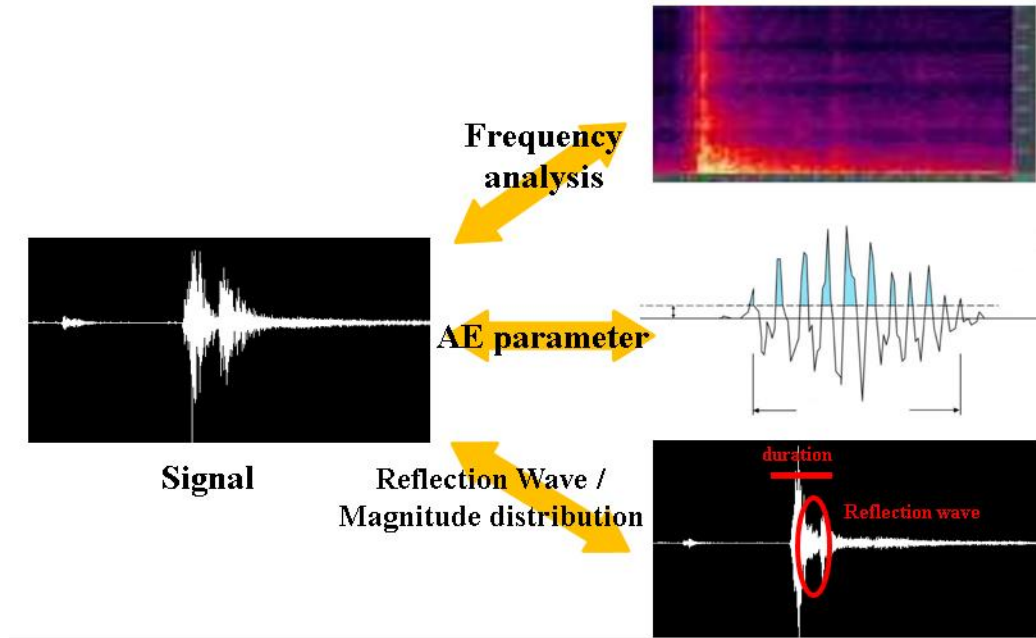 Frequency
analysis
AE parameter
Signal
Reflection Wave /
Magnitude distribution
duration
Reflection wave